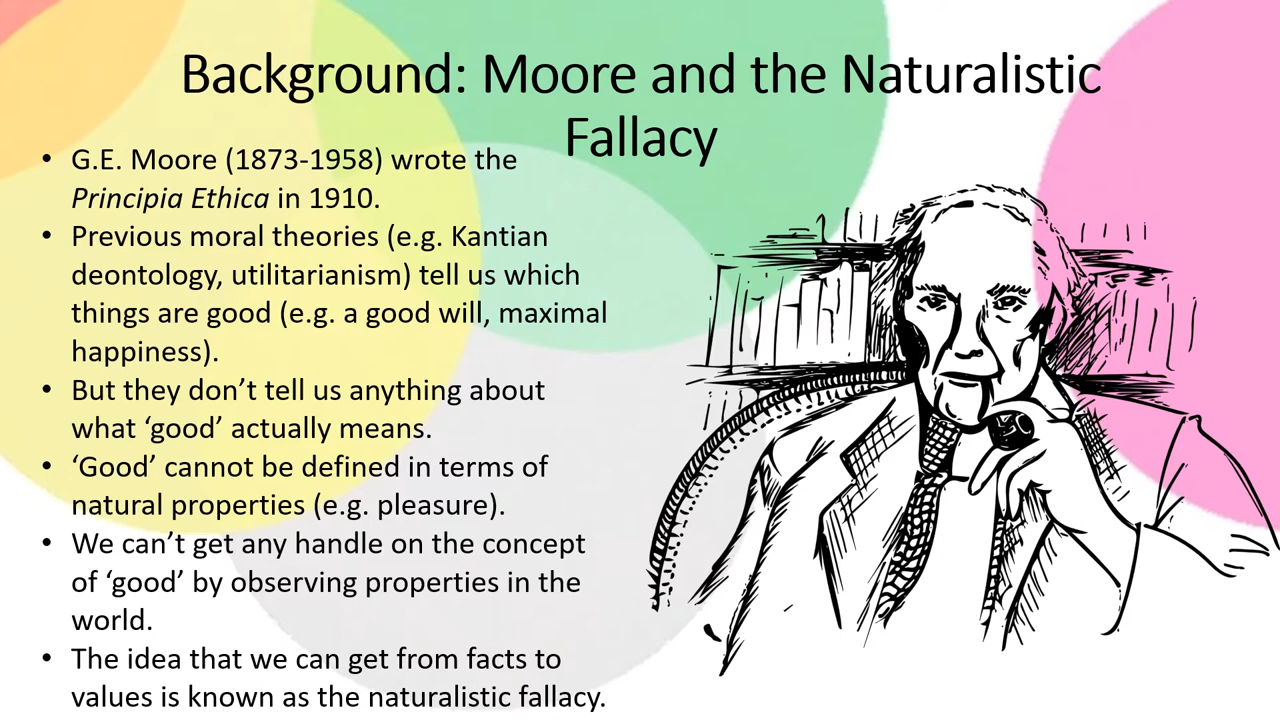 Background: Moore and the Naturalistic
Fallacy
• G.E. Moore (1873-1958) wrote the
Principia Ethica in 1910.
• Previous moral theories (e.g. Kantian
deontology, utilitarianism) tell us which
things are good (e.g. a good will, maximal
happiness).
• But they don’t tell us anything about
what ‘good’ actually means.
• ‘Good’ cannot be defined in terms of
natural properties (e.g. pleasure).
• We can’t get any handle on the concept
of ‘good’ by observing properties in the
world.
• The idea that we can get from facts to
values is known as the naturalistic fallacy.